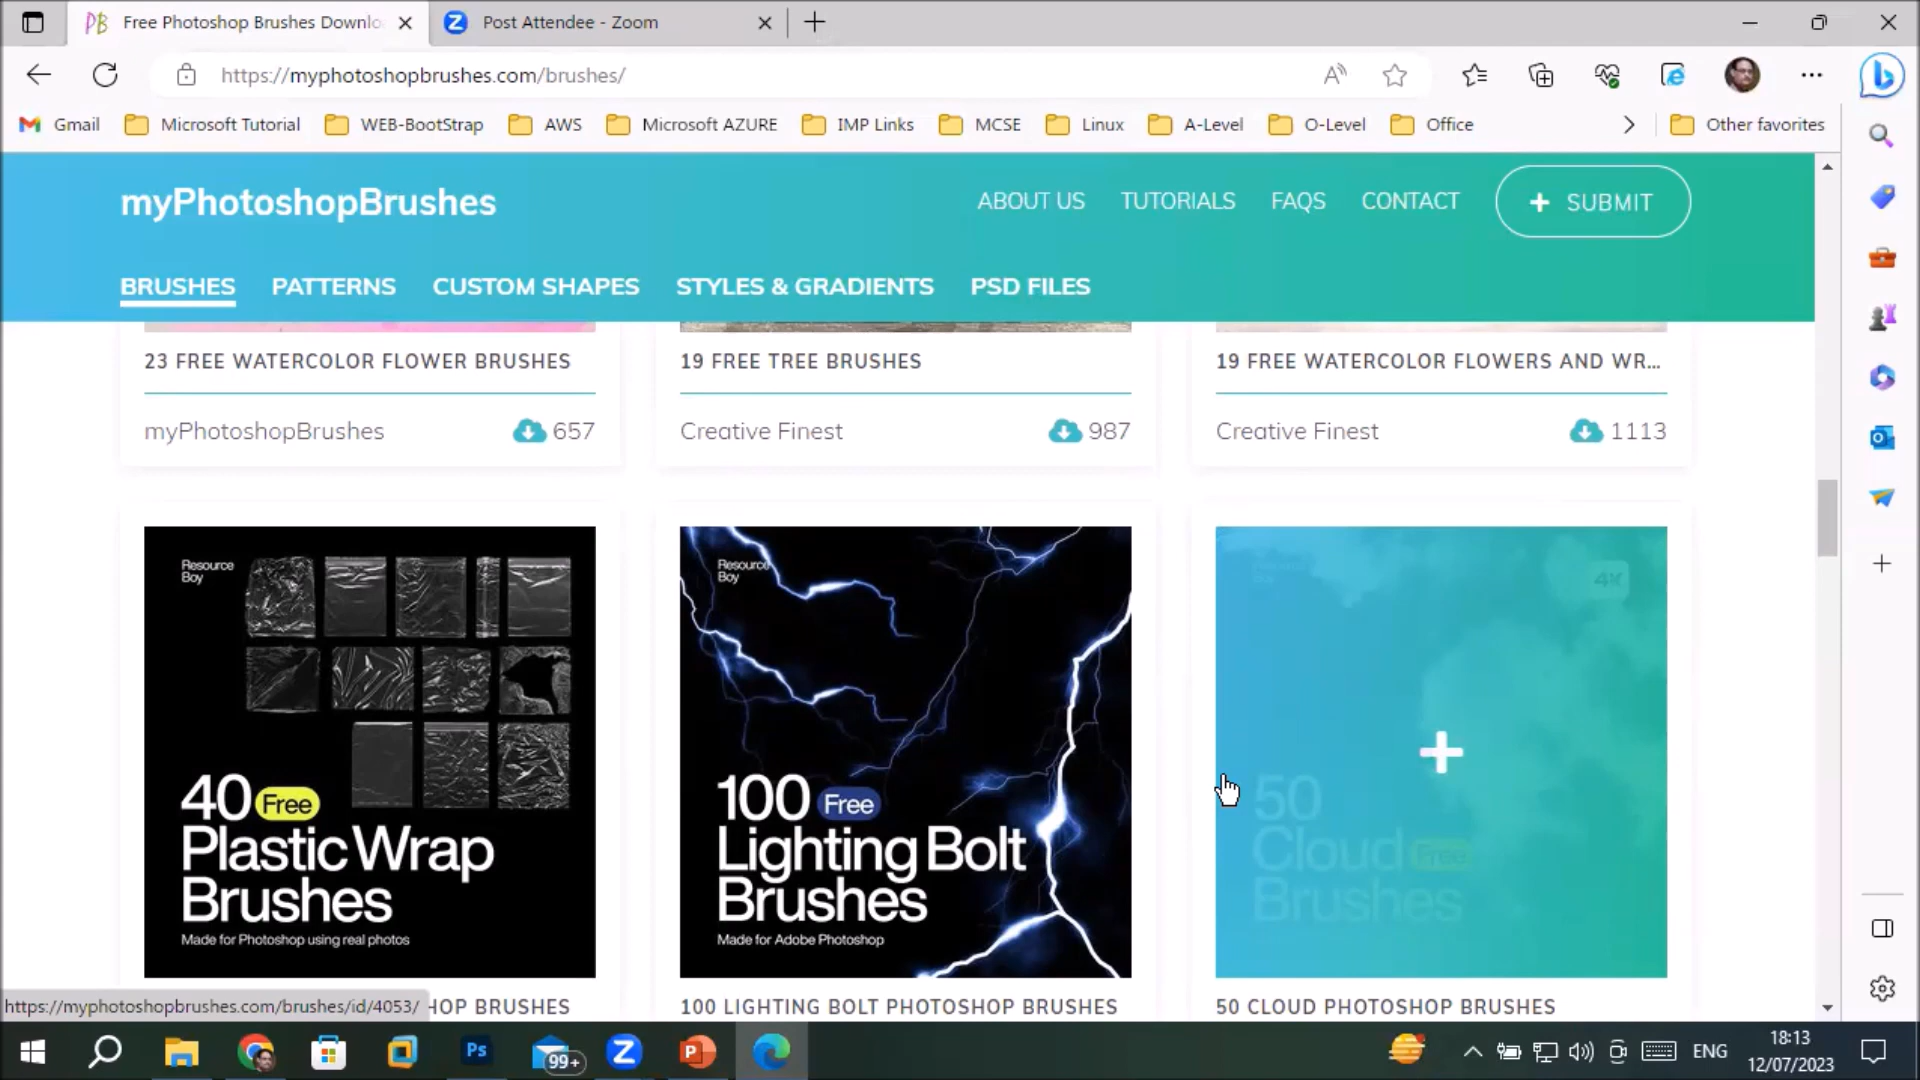 Free Photoshop Brushes Downlo
Post Attendee - Zoom
https://myphotoshopbrushes.com/brushes/
Gmail
Microsoft Tutorial
WEB-BootStrap
AWS
Microsoft AZURE
IMP Links
MCSE
Linux
A-Level
O-Level
Office
Other favorites
myPhotoshopBrushes
ABOUT US
TUTORIALS
FAQS
CONTACT
SUBMIT
BRUSHES
PATTERNS
CUSTOM SHAPES
STYLES & GRADIENTS
PSD FILES
23 FREE WATERCOLOR FLOWER BRUSHES
myPhotoshopBrushes
657
19 FREE TREE BRUSHES
Creative Finest
987
19 FREE WATERCOLOR FLOWERS AND WR...
Creative Finest
1113
Resource
Boy
40 Free
Plastic Wrap
Brushes
Made for Photoshop using real photos
Resource
Boy
100 Free
Lighting Bolt
Brushes
Made for Adobe Photoshop
Resource
Boy
4K
50
Cloud Free
Brushes
https://myphotoshopbrushes.com/brushes/id/4053/
HOP BRUSHES
100 LIGHTING BOLT PHOTOSHOP BRUSHES
50 CLOUD PHOTOSHOP BRUSHES
Ps
99+
ENG
18:13
12/07/2023